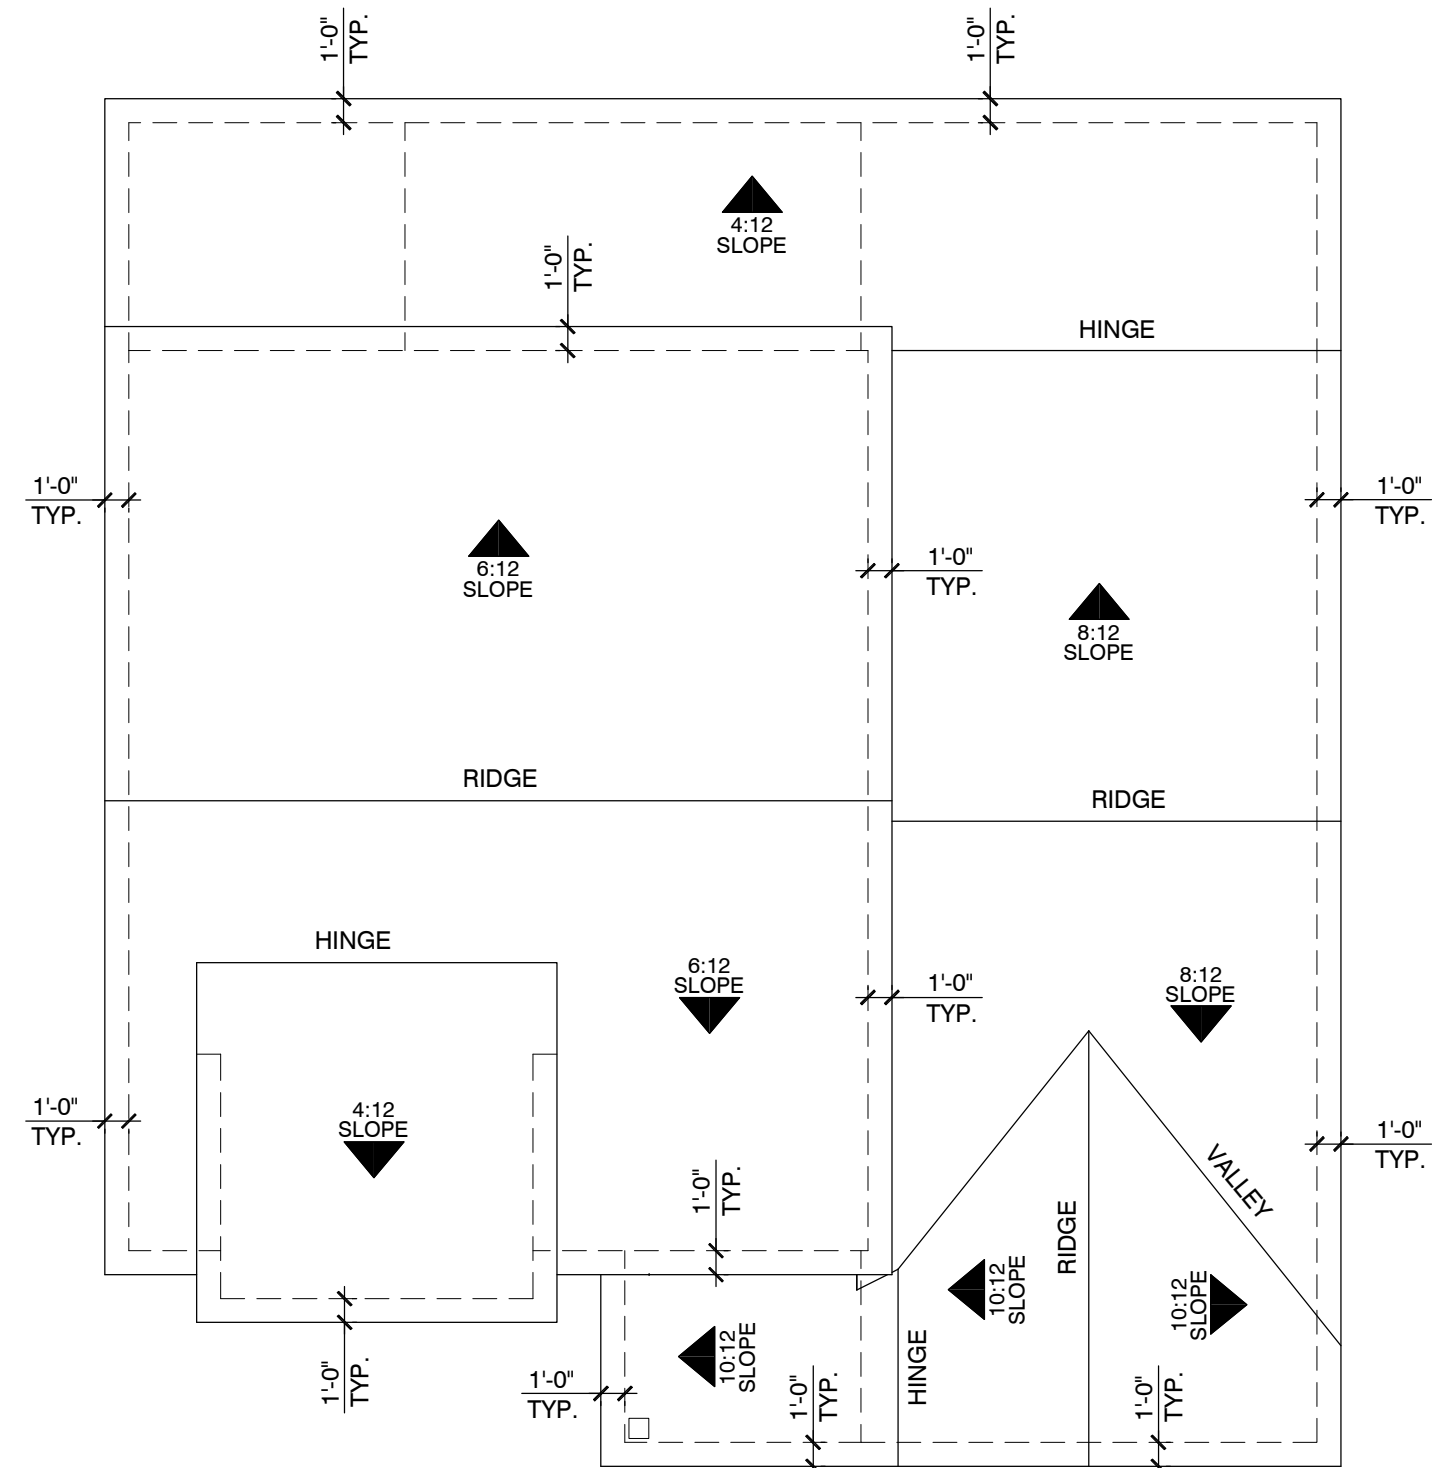 1'-0"
TYP.
1'-0"
TYP.
4:12
SLOPE
1'-0"
TYP.
HINGE
1'-0"
TYP.
1'-0"
TYP.
6:12
SLOPE
1'-0"
TYP.
8:12
SLOPE
RIDGE
RIDGE
HINGE
6:12
SLOPE
8:12
SLOPE
1'-0"
TYP.
1'-0"
TYP.
4:12
SLOPE
1'-0"
TYP.
VALLEY
1'-0"
TYP.
RIDGE
10:12
SLOPE
10:12
SLOPE
10:12
SLOPE
HINGE
1'-0"
TYP.
1'-0"
TYP.
1'-0"
TYP.
1'-0"
TYP.